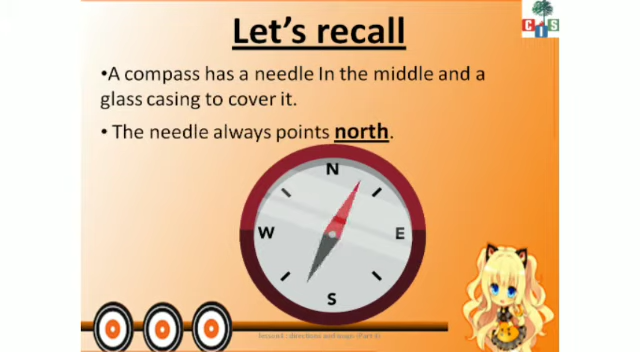 Let's recall
CIS
•A compass has a needle In the middle and a
glass casing to cover it.
• The needle always points north.
N
W
E
S